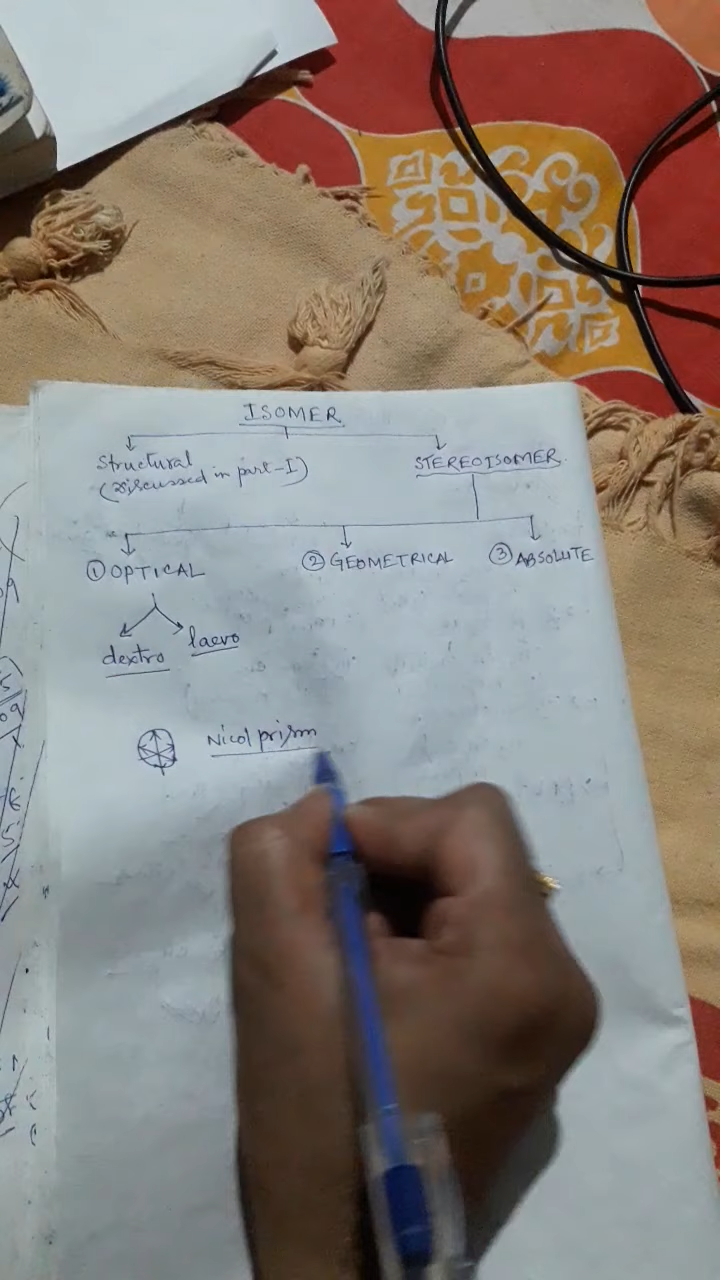 ISOMER
Structural
(discussed in part-I)
STEREOISOMER
① OPTICAL
② GEOMETRICAL
③ ABSOLUTE
dextro
laevo
Nicol prism